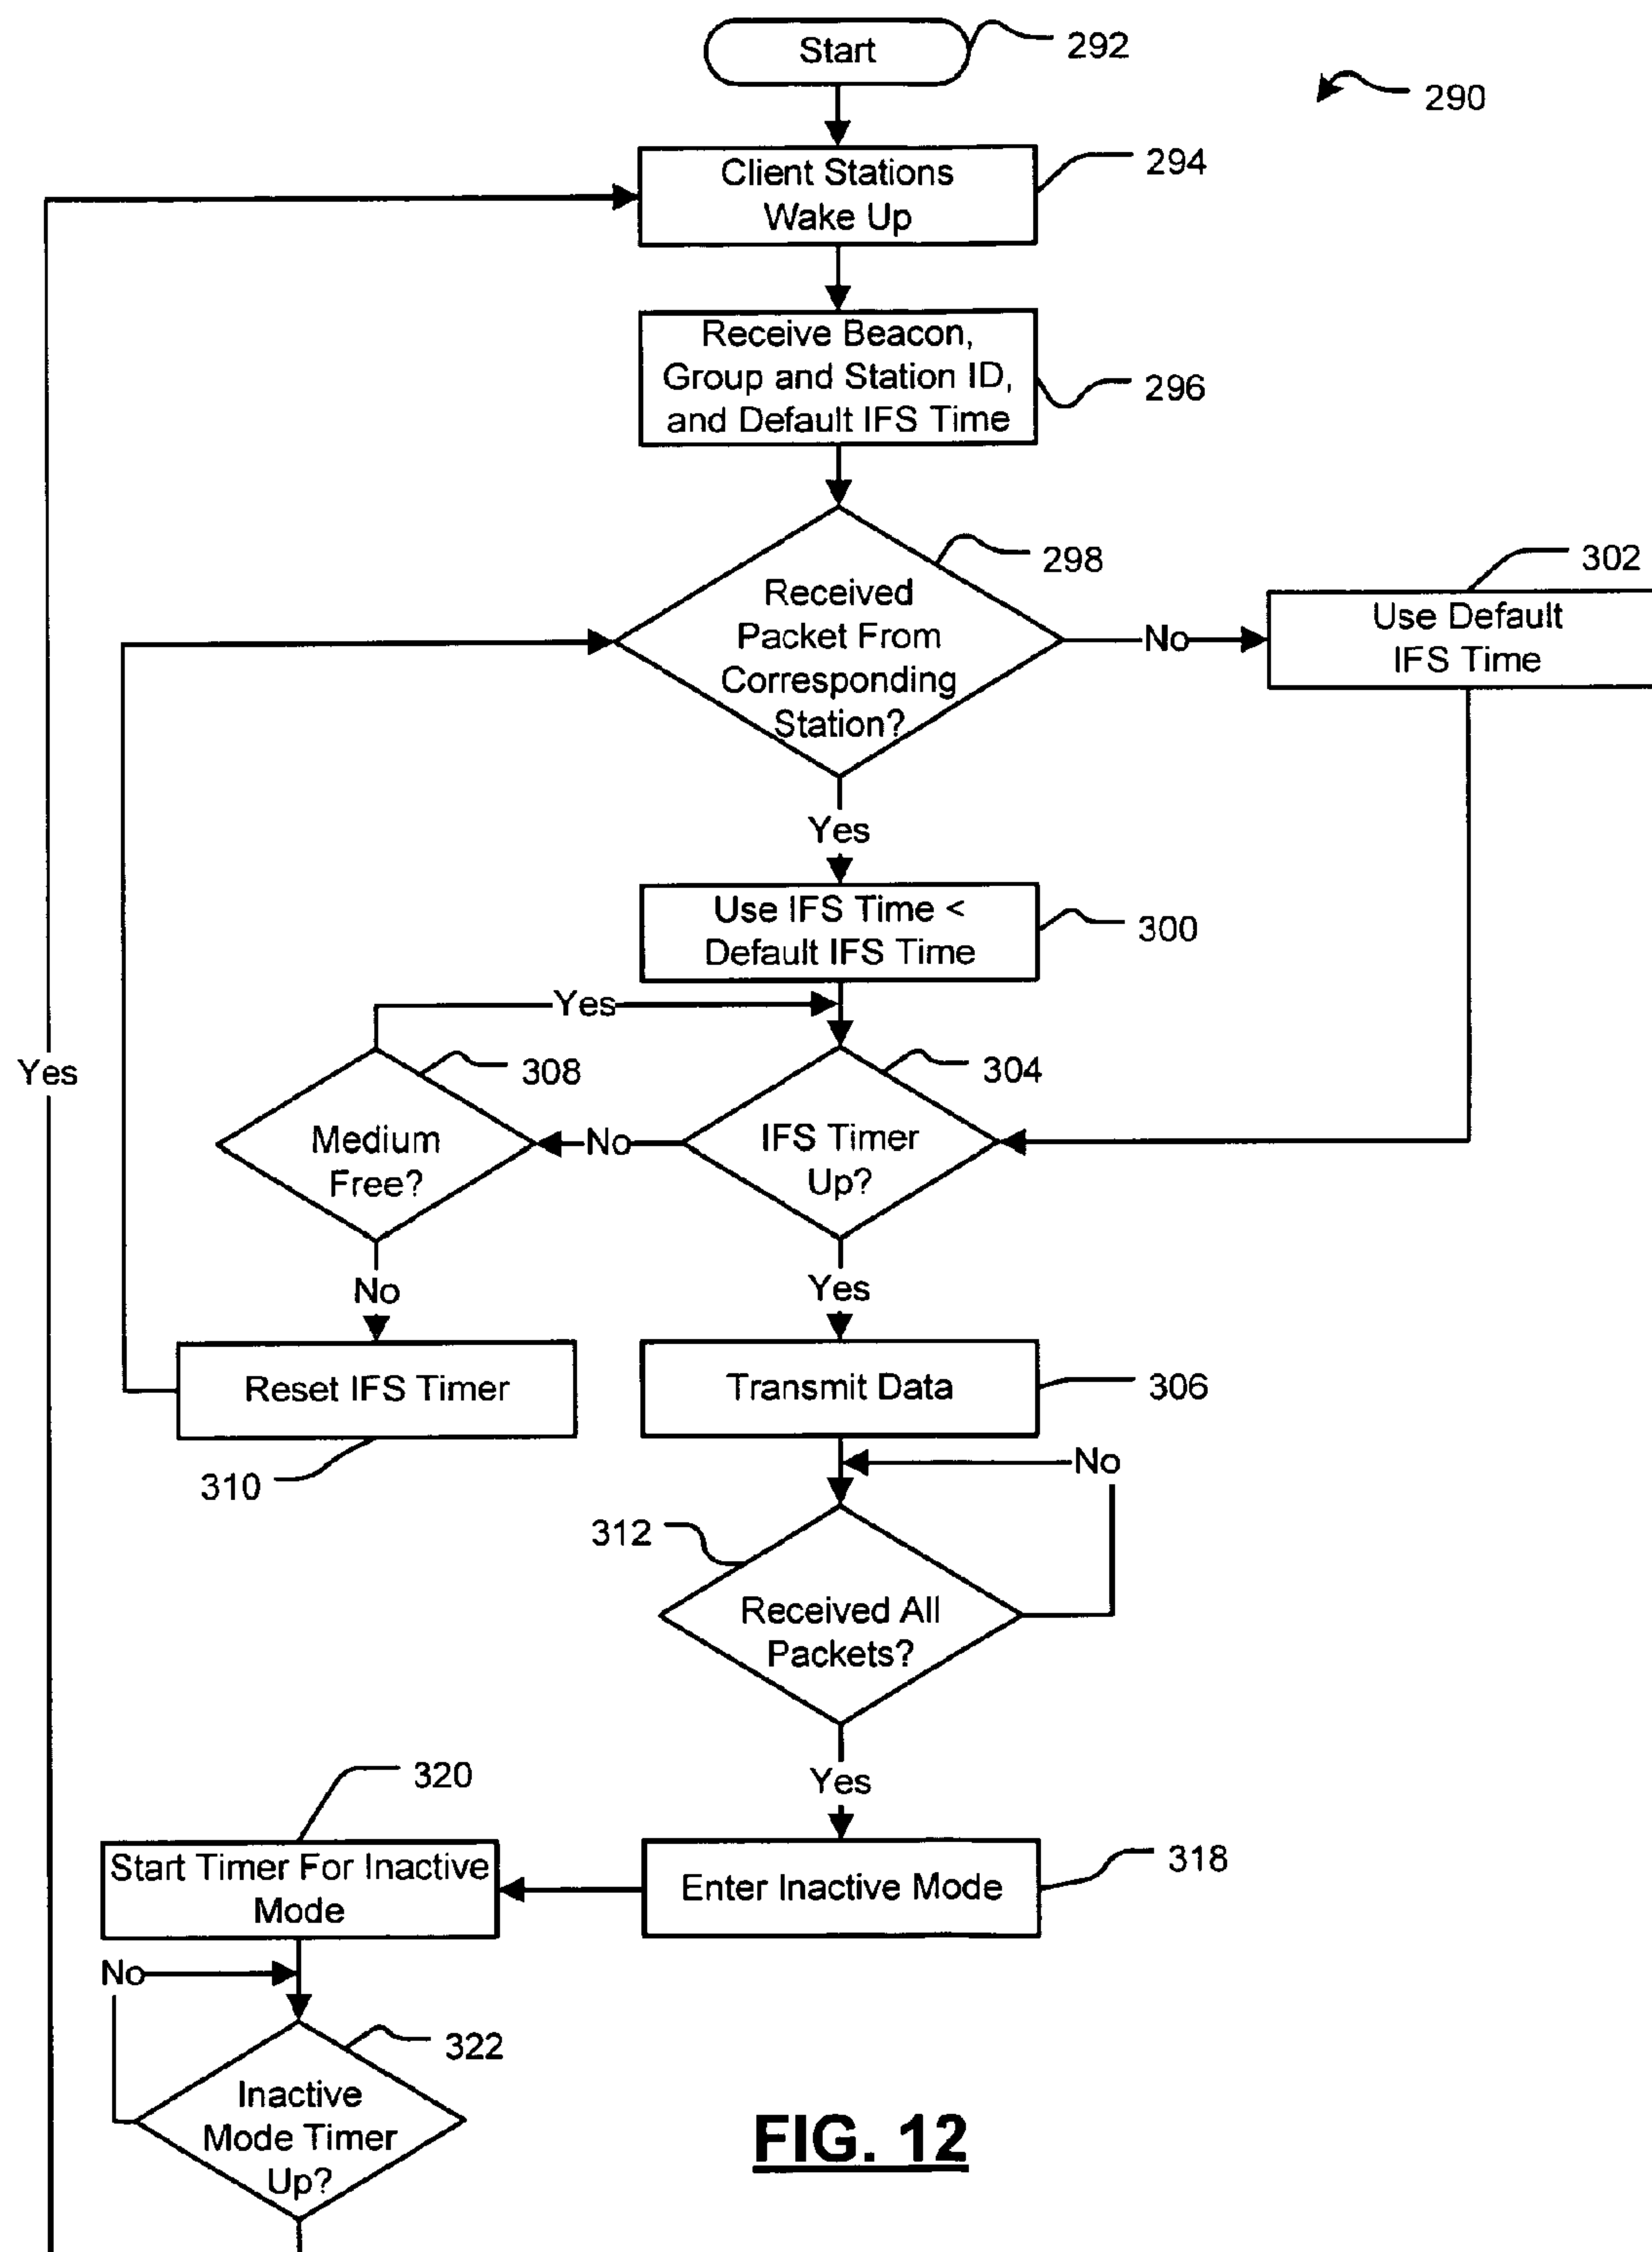 Start
292
290
Client Stations
Wake Up
294
Receive Beacon,
Group and Station ID,
and Default IFS Time
296
Received
Packet From
Corresponding
Station?
298
No
302
Use Default
IFS Time
Yes
Use IFS Time <
Default IFS Time
300
Yes
Yes
308
304
Medium
Free?
No
IFS Timer
Up?
No
Yes
Reset IFS Timer
310
Transmit Data
306
No
312
Received All
Packets?
Yes
320
Start Timer For Inactive
Mode
Enter Inactive Mode
318
No
322
Inactive
Mode Timer
Up?
FIG. 12